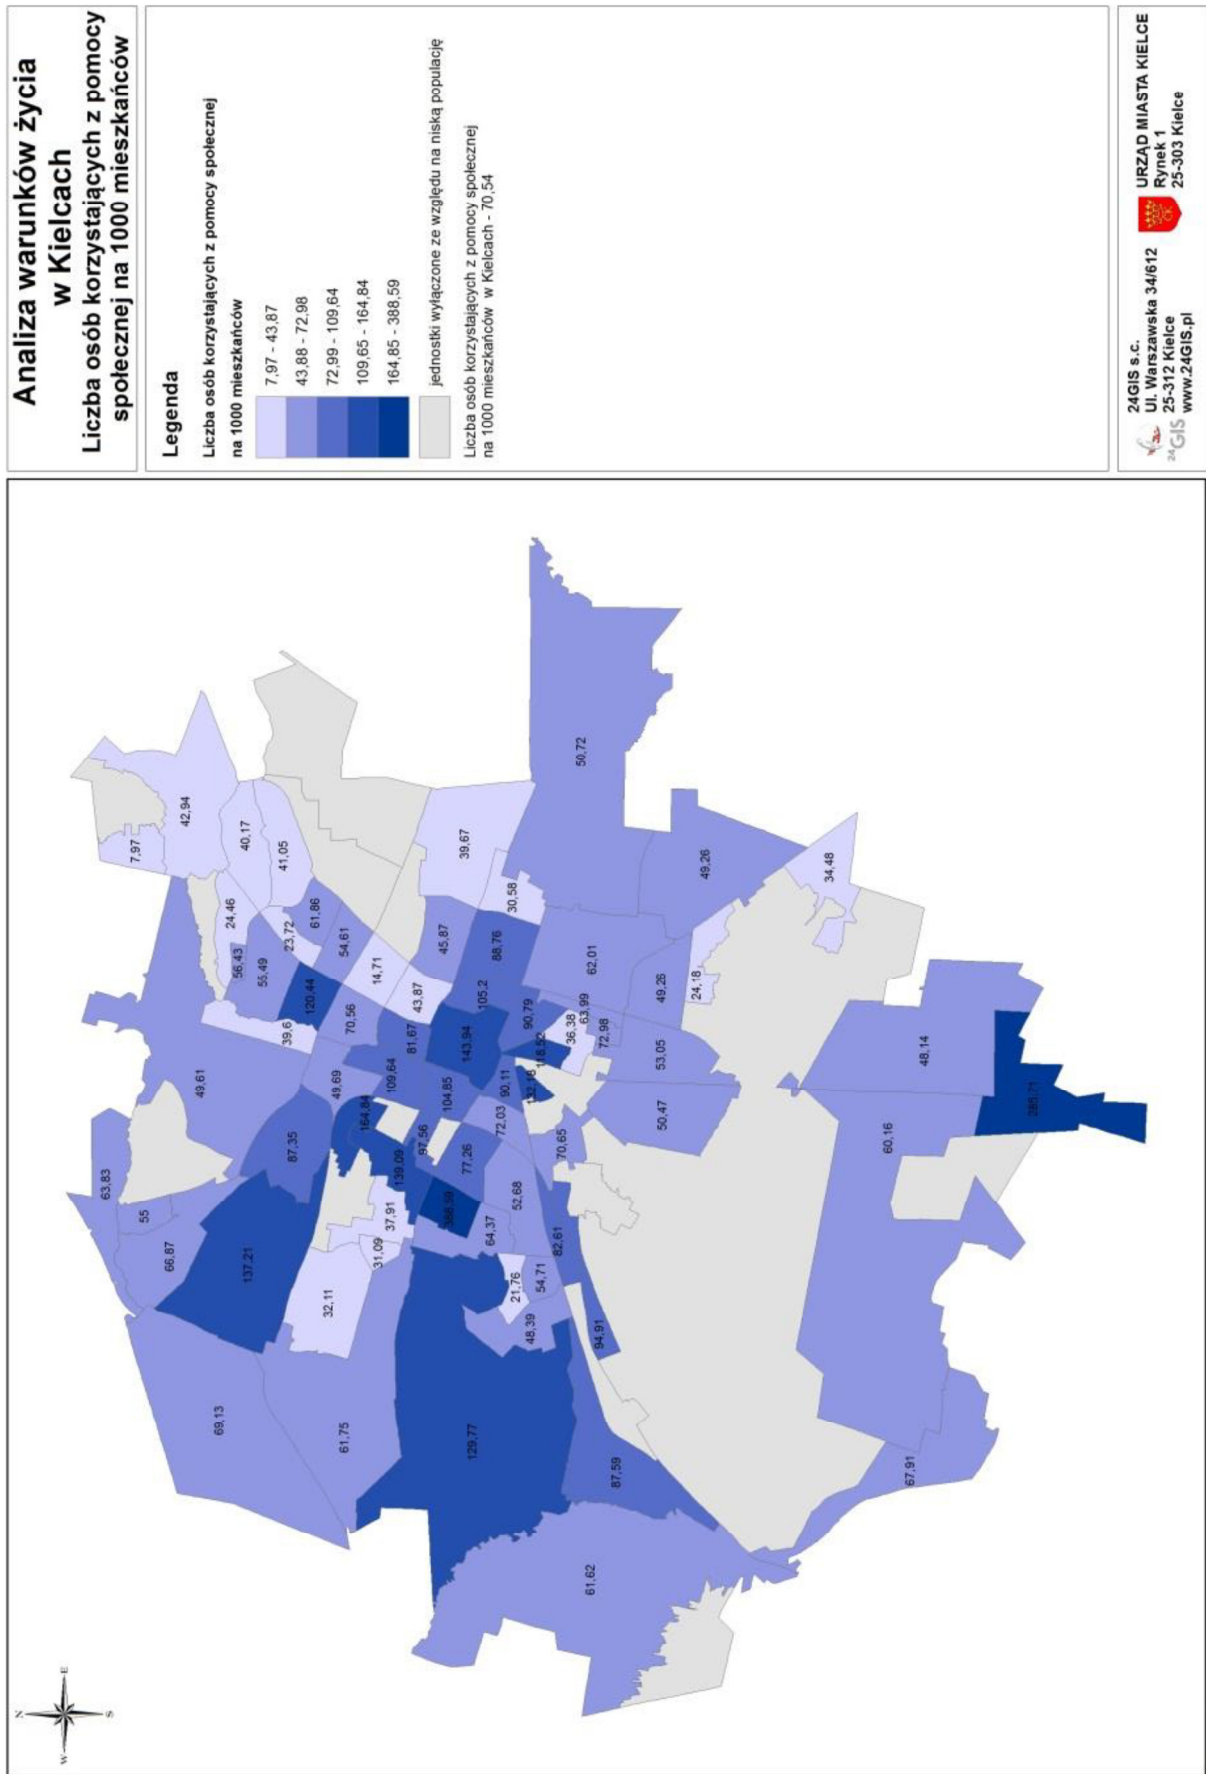 Analiza warunków życia
w Kielcach
Liczba osób korzystających z pomocy
społecznej na 1000 mieszkańców
Legenda
Liczba osób korzystających z pomocy społecznej
na 1000 mieszkańców
7,97 - 43,87
43,88 - 72,98
72,99 - 109,64
109,65 - 164,84
164,85 - 388,59
jednostki wyłączone ze względu na niską populację
Liczba osób korzystających z pomocy społecznej
na 1000 mieszkańców w Kielcach - 70,54
24GIS
24GIS s.c.
Ul. Warszawska 34/612
25-312 Kielce
www.24GIS.pl
CK
URZĄD MIASTA KIELCE
Rynek 1
25-303 Kielce
N
W
E
S
63,83
7,97
55
66,87
42,94
49,61
69,13
24,46
56,43
40,17
137,21
55,49
41,05
39,6
23,72
87,35
120,44
61,86
32,11
49,69
61,75
54,61
70,56
164,84
14,71
31,09
37,91
109,64
139,09
81,67
43,87
97,56
45,87
388,59
104,85
39,67
143,94
77,26
129,77
105,2
64,37
88,76
72,03
90,11
30,58
21,76
52,68
90,79
48,39
132,18
54,71
118,52
82,61
70,65
36,38
50,72
63,99
62,01
61,62
94,91
72,98
87,59
50,47
49,26
53,05
24,18
49,26
34,48
60,16
67,91
48,14
285,71